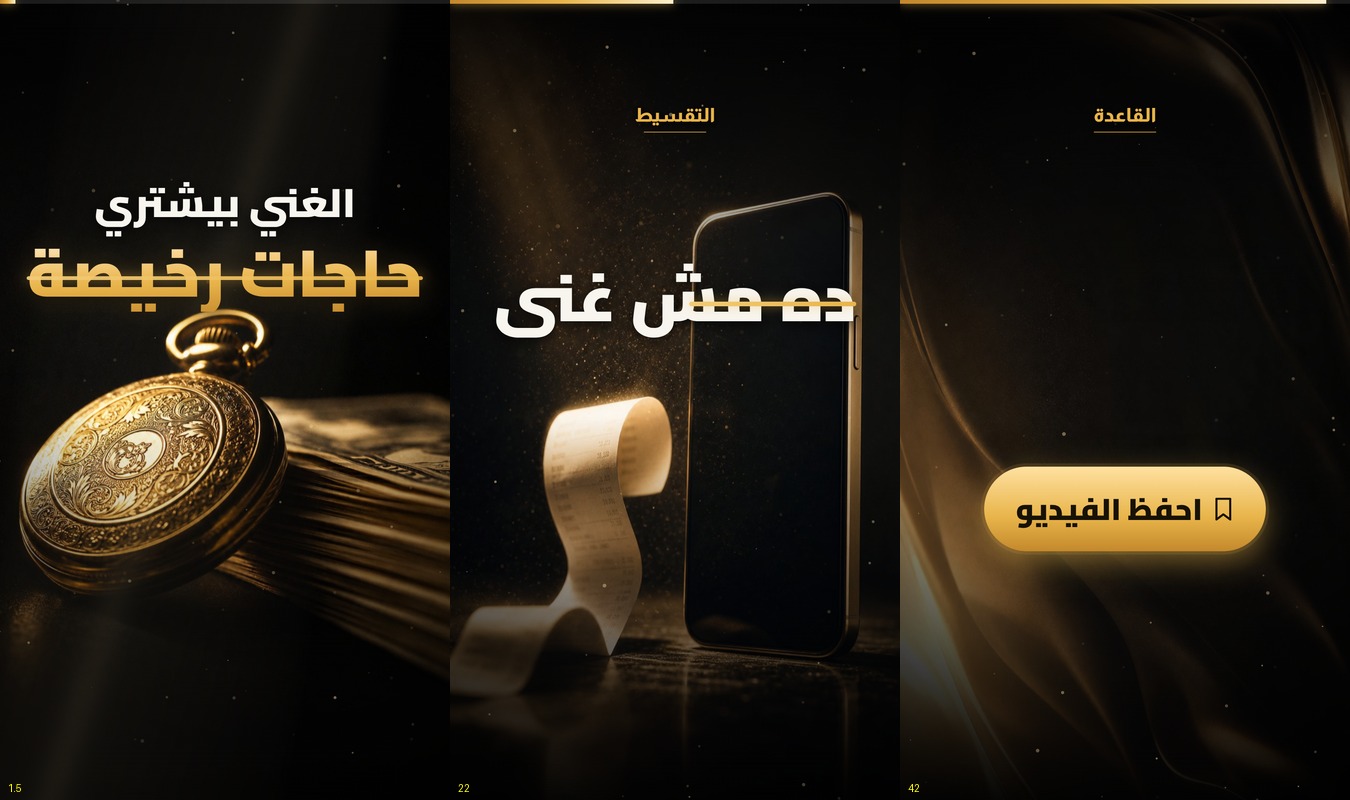 الغني بيشتري
حاجات رخيصة
1.5
التقسيط
ده مش غنى
22
القاعدة
احفظ الفيديو
42